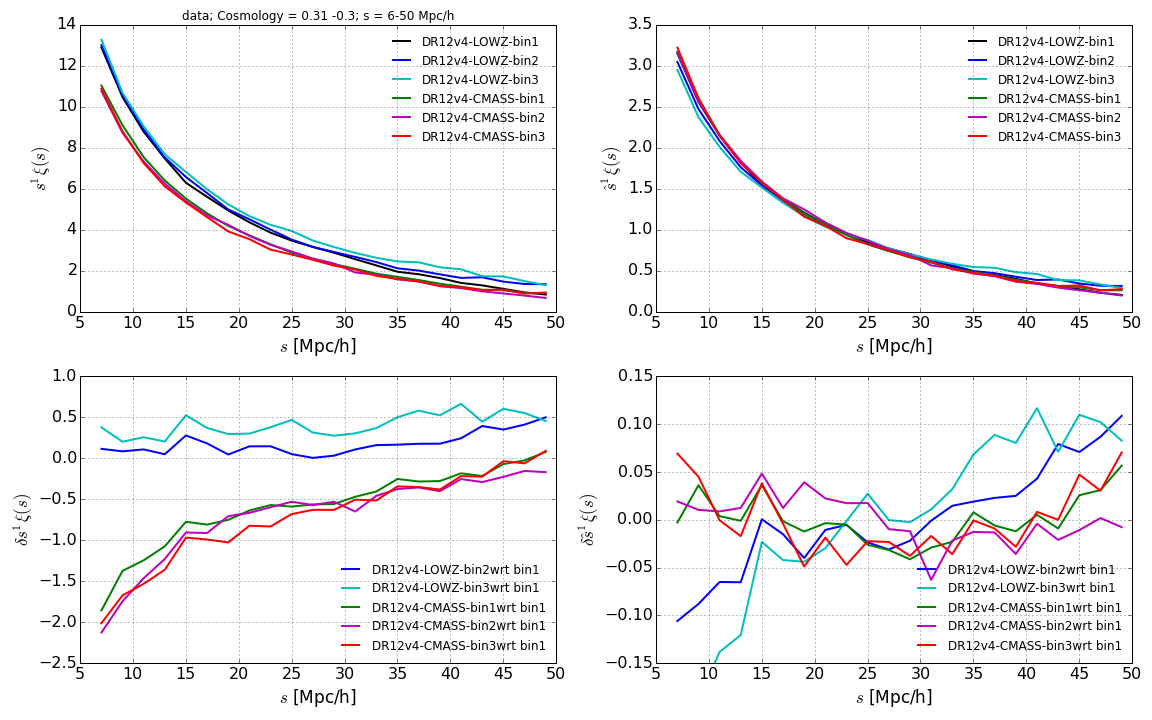 data; Cosmology = 0.31 -0.3; s = 6-50 Mpc/h
14
12
10
8
6
4
2
0
s¹ ξ(s)
DR12v4-LOWZ-bin1
DR12v4-LOWZ-bin2
DR12v4-LOWZ-bin3
DR12v4-CMASS-bin1
DR12v4-CMASS-bin2
DR12v4-CMASS-bin3
5 10 15 20 25 30 35 40 45 50
s [Mpc/h]
3.5
3.0
2.5
2.0
1.5
1.0
0.5
0.0
ŝ¹ ξ(s)
DR12v4-LOWZ-bin1
DR12v4-LOWZ-bin2
DR12v4-LOWZ-bin3
DR12v4-CMASS-bin1
DR12v4-CMASS-bin2
DR12v4-CMASS-bin3
5 10 15 20 25 30 35 40 45 50
s [Mpc/h]
1.0
0.5
0.0
−0.5
−1.0
−1.5
−2.0
−2.5
δs¹ ξ(s)
DR12v4-LOWZ-bin2wrt bin1
DR12v4-LOWZ-bin3wrt bin1
DR12v4-CMASS-bin1wrt bin1
DR12v4-CMASS-bin2wrt bin1
DR12v4-CMASS-bin3wrt bin1
5 10 15 20 25 30 35 40 45 50
s [Mpc/h]
0.15
0.10
0.05
0.00
−0.05
−0.10
−0.15
δŝ¹ ξ(s)
DR12v4-LOWZ-bin2wrt bin1
DR12v4-LOWZ-bin3wrt bin1
DR12v4-CMASS-bin1wrt bin1
DR12v4-CMASS-bin2wrt bin1
DR12v4-CMASS-bin3wrt bin1
5 10 15 20 25 30 35 40 45 50
s [Mpc/h]